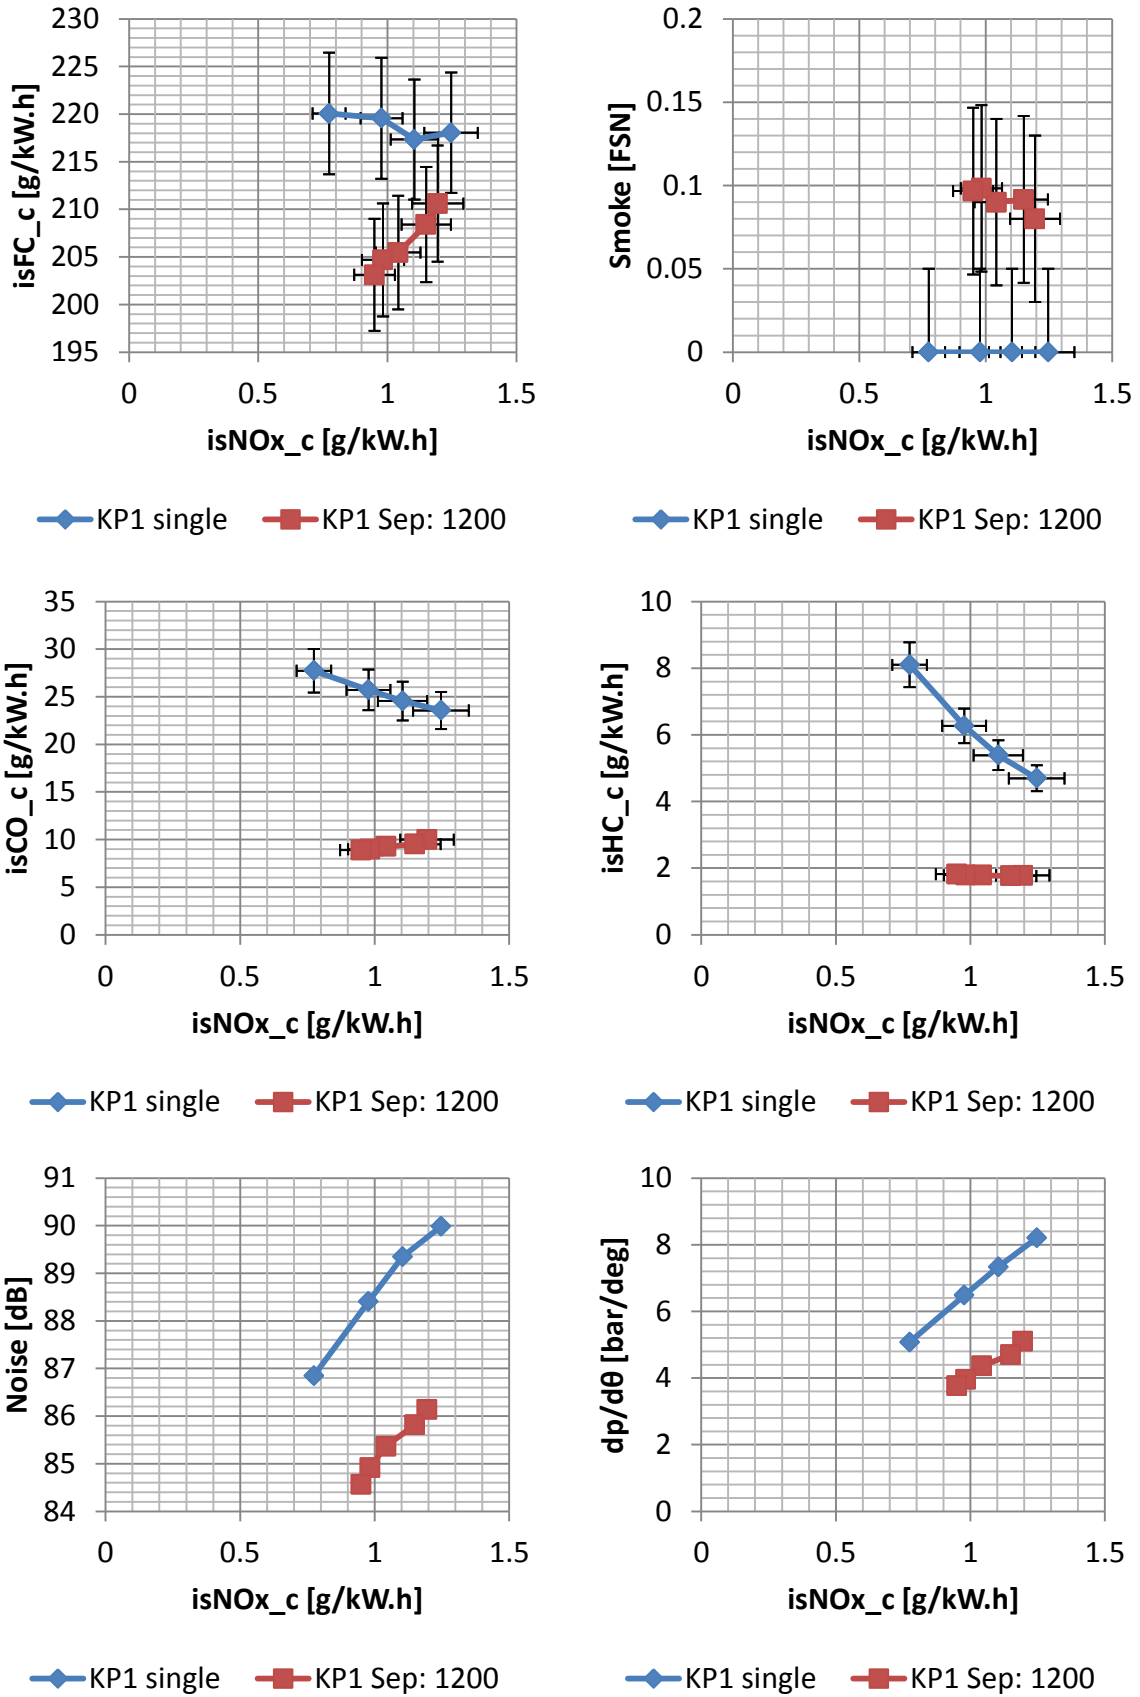 isFC_c [g/kW.h]
230
225
220
215
210
205
200
195
0 0.5 1 1.5
isNOx_c [g/kW.h]
KP1 single KP1 Sep: 1200
Smoke [FSN]
0.2
0.15
0.1
0.05
0
0 0.5 1 1.5
isNOx_c [g/kW.h]
KP1 single KP1 Sep: 1200
isCO_c [g/kW.h]
35
30
25
20
15
10
5
0
0 0.5 1 1.5
isNOx_c [g/kW.h]
KP1 single KP1 Sep: 1200
isHC_c [g/kW.h]
10
8
6
4
2
0
0 0.5 1 1.5
isNOx_c [g/kW.h]
KP1 single KP1 Sep: 1200
Noise [dB]
91
90
89
88
87
86
85
84
0 0.5 1 1.5
isNOx_c [g/kW.h]
KP1 single KP1 Sep: 1200
dp/dθ [bar/deg]
10
8
6
4
2
0
0 0.5 1 1.5
isNOx_c [g/kW.h]
KP1 single KP1 Sep: 1200